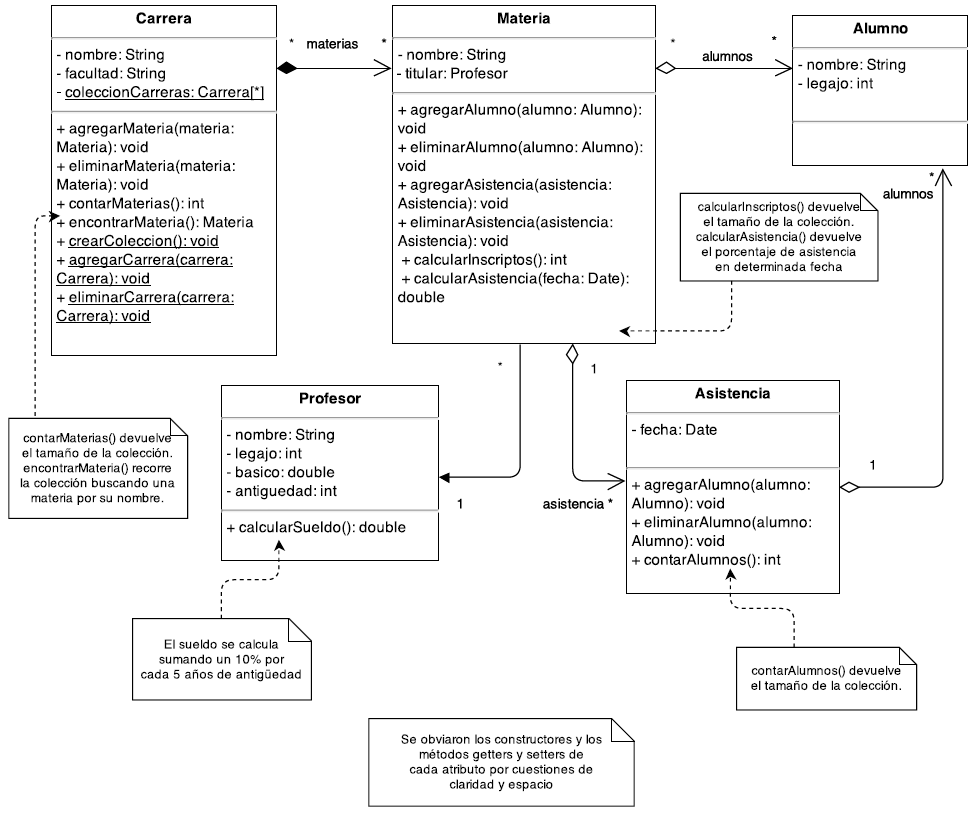 Carrera
- nombre: String
- facultad: String
- coleccionCarreras: Carrera[*]
+ agregarMateria(materia:
Materia): void
+ eliminarMateria(materia:
Materia): void
+ contarMaterias(): int
+ encontrarMateria(): Materia
+ crearColeccion(): void
+ agregarCarrera(carrera:
Carrera): void
+ eliminarCarrera(carrera:
Carrera): void
* materias *
Materia
- nombre: String
- titular: Profesor
+ agregarAlumno(alumno: Alumno):
void
+ eliminarAlumno(alumno: Alumno):
void
+ agregarAsistencia(asistencia:
Asistencia): void
+ eliminarAsistencia(asistencia:
Asistencia): void
+ calcularInscriptos(): int
+ calcularAsistencia(fecha: Date):
double
* alumnos *
Alumno
- nombre: String
- legajo: int
*
alumnos
calcularInscriptos() devuelve
el tamaño de la colección.
calcularAsistencia() devuelve
el porcentaje de asistencia
en determinada fecha
*
1
Profesor
- nombre: String
- legajo: int
- basico: double
- antiguedad: int
+ calcularSueldo(): double
1
asistencia *
Asistencia
- fecha: Date
+ agregarAlumno(alumno:
Alumno): void
+ eliminarAlumno(alumno:
Alumno): void
+ contarAlumnos(): int
1
contarMaterias() devuelve
el tamaño de la colección.
encontrarMateria() recorre
la colección buscando una
materia por su nombre.
El sueldo se calcula
sumando un 10% por
cada 5 años de antigüedad
contarAlumnos() devuelve
el tamaño de la colección.
Se obviaron los constructores y los
métodos getters y setters de
cada atributo por cuestiones de
claridad y espacio